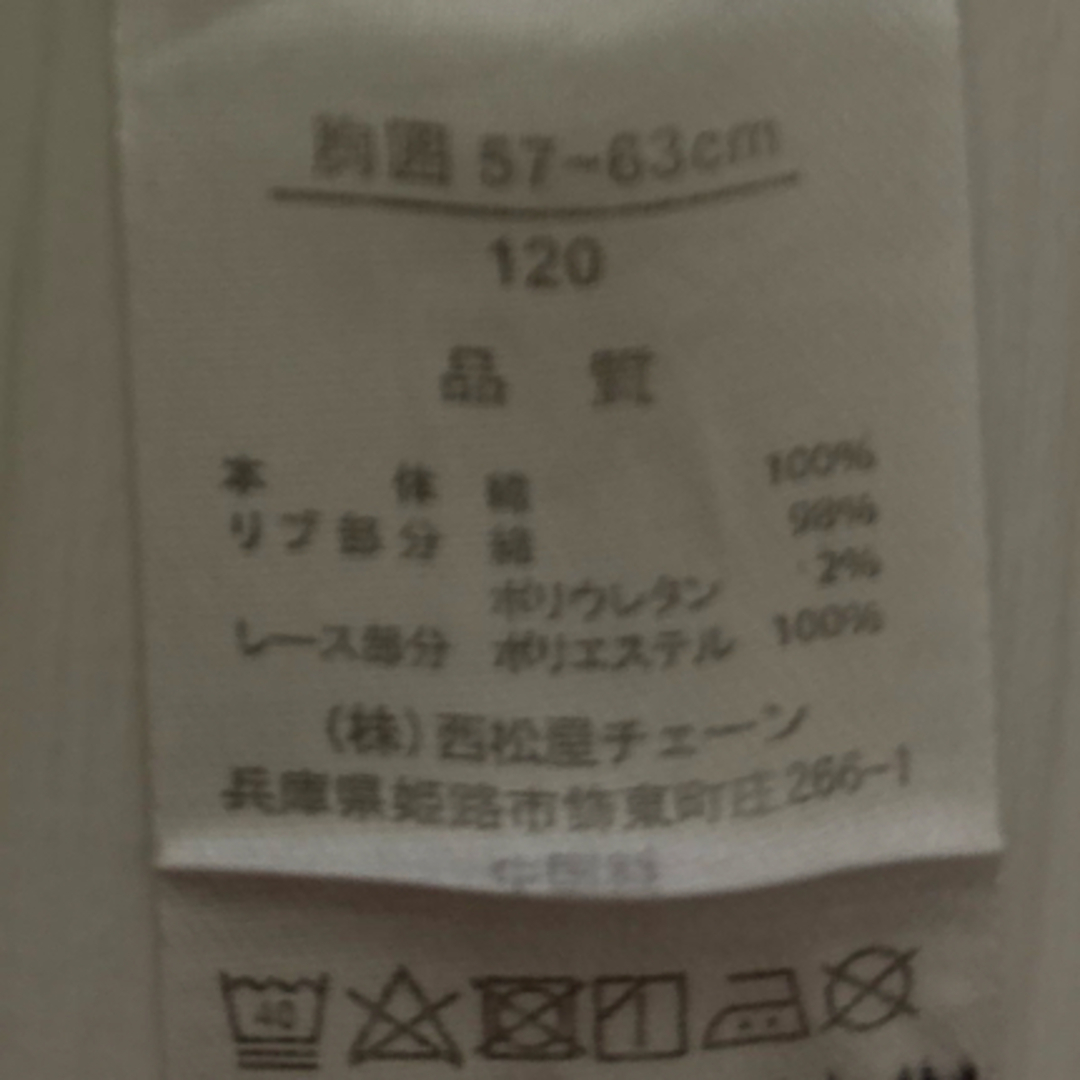 胸囲 57~63cm
120
品 質
本 体 綿 100%
リブ部分 綿 98%
ポリウレタン 2%
レース部分 ポリエステル 100%
(株)西松屋チェーン
兵庫県姫路市飾東町庄266-1
中国製
40